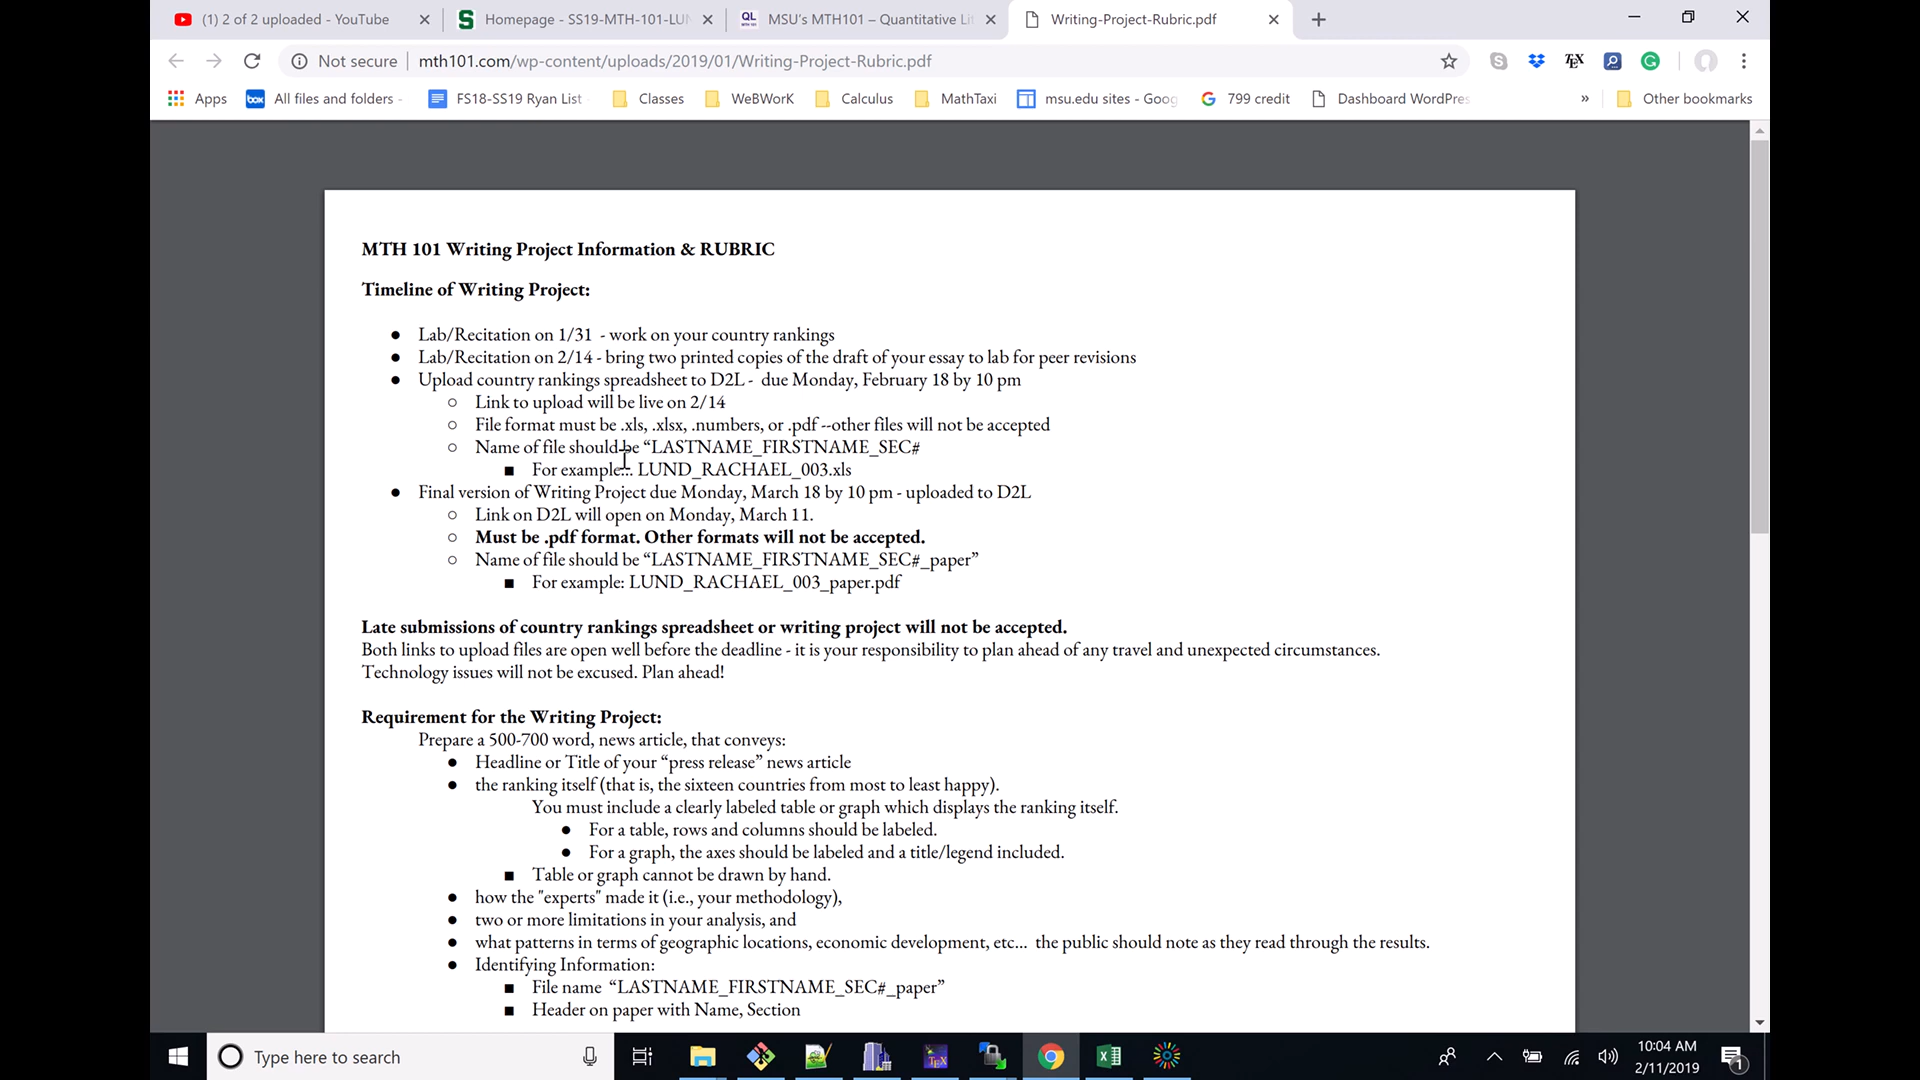 (1) 2 of 2 uploaded - YouTube
Homepage - SS19-MTH-101-LUN
MSU's MTH101 – Quantitative Lit
Writing-Project-Rubric.pdf
Not secure | mth101.com/wp-content/uploads/2019/01/Writing-Project-Rubric.pdf
Apps
All files and folders -
FS18-SS19 Ryan List
Classes
WeBWorK
Calculus
MathTaxi
msu.edu sites - Goog
799 credit
Dashboard WordPres
»
Other bookmarks
MTH 101 Writing Project Information & RUBRIC
Timeline of Writing Project:
● Lab/Recitation on 1/31 - work on your country rankings
● Lab/Recitation on 2/14 - bring two printed copies of the draft of your essay to lab for peer revisions
● Upload country rankings spreadsheet to D2L - due Monday, February 18 by 10 pm
○ Link to upload will be live on 2/14
○ File format must be .xls, .xlsx, .numbers, or .pdf --other files will not be accepted
○ Name of file should be “LASTNAME_FIRSTNAME_SEC#
■ For example:. LUND_RACHAEL_003.xls
● Final version of Writing Project due Monday, March 18 by 10 pm - uploaded to D2L
○ Link on D2L will open on Monday, March 11.
○ Must be .pdf format. Other formats will not be accepted.
○ Name of file should be “LASTNAME_FIRSTNAME_SEC#_paper”
■ For example: LUND_RACHAEL_003_paper.pdf
Late submissions of country rankings spreadsheet or writing project will not be accepted.
Both links to upload files are open well before the deadline - it is your responsibility to plan ahead of any travel and unexpected circumstances.
Technology issues will not be excused. Plan ahead!
Requirement for the Writing Project:
Prepare a 500-700 word, news article, that conveys:
● Headline or Title of your “press release” news article
● the ranking itself (that is, the sixteen countries from most to least happy).
You must include a clearly labeled table or graph which displays the ranking itself.
● For a table, rows and columns should be labeled.
● For a graph, the axes should be labeled and a title/legend included.
■ Table or graph cannot be drawn by hand.
● how the "experts" made it (i.e., your methodology),
● two or more limitations in your analysis, and
● what patterns in terms of geographic locations, economic development, etc... the public should note as they read through the results.
● Identifying Information:
■ File name “LASTNAME_FIRSTNAME_SEC#_paper”
■ Header on paper with Name, Section
Type here to search
10:04 AM
2/11/2019
1